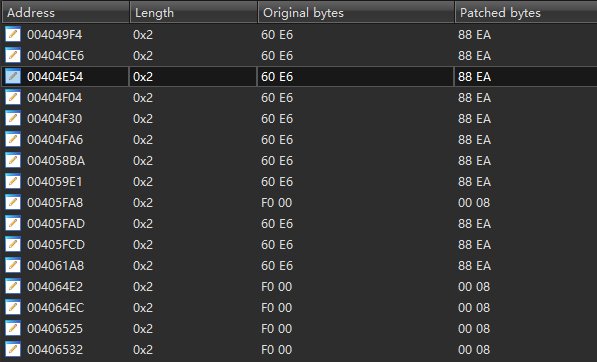 Address Length Original bytes Patched bytes
004049F4 0x2 60 E6 88 EA
00404CE6 0x2 60 E6 88 EA
00404E54 0x2 60 E6 88 EA
00404F04 0x2 60 E6 88 EA
00404F30 0x2 60 E6 88 EA
00404FA6 0x2 60 E6 88 EA
004058BA 0x2 60 E6 88 EA
004059E1 0x2 60 E6 88 EA
00405FA8 0x2 F0 00 00 08
00405FAD 0x2 60 E6 88 EA
00405FCD 0x2 60 E6 88 EA
004061A8 0x2 60 E6 88 EA
004064E2 0x2 F0 00 00 08
004064EC 0x2 F0 00 00 08
00406525 0x2 F0 00 00 08
00406532 0x2 F0 00 00 08